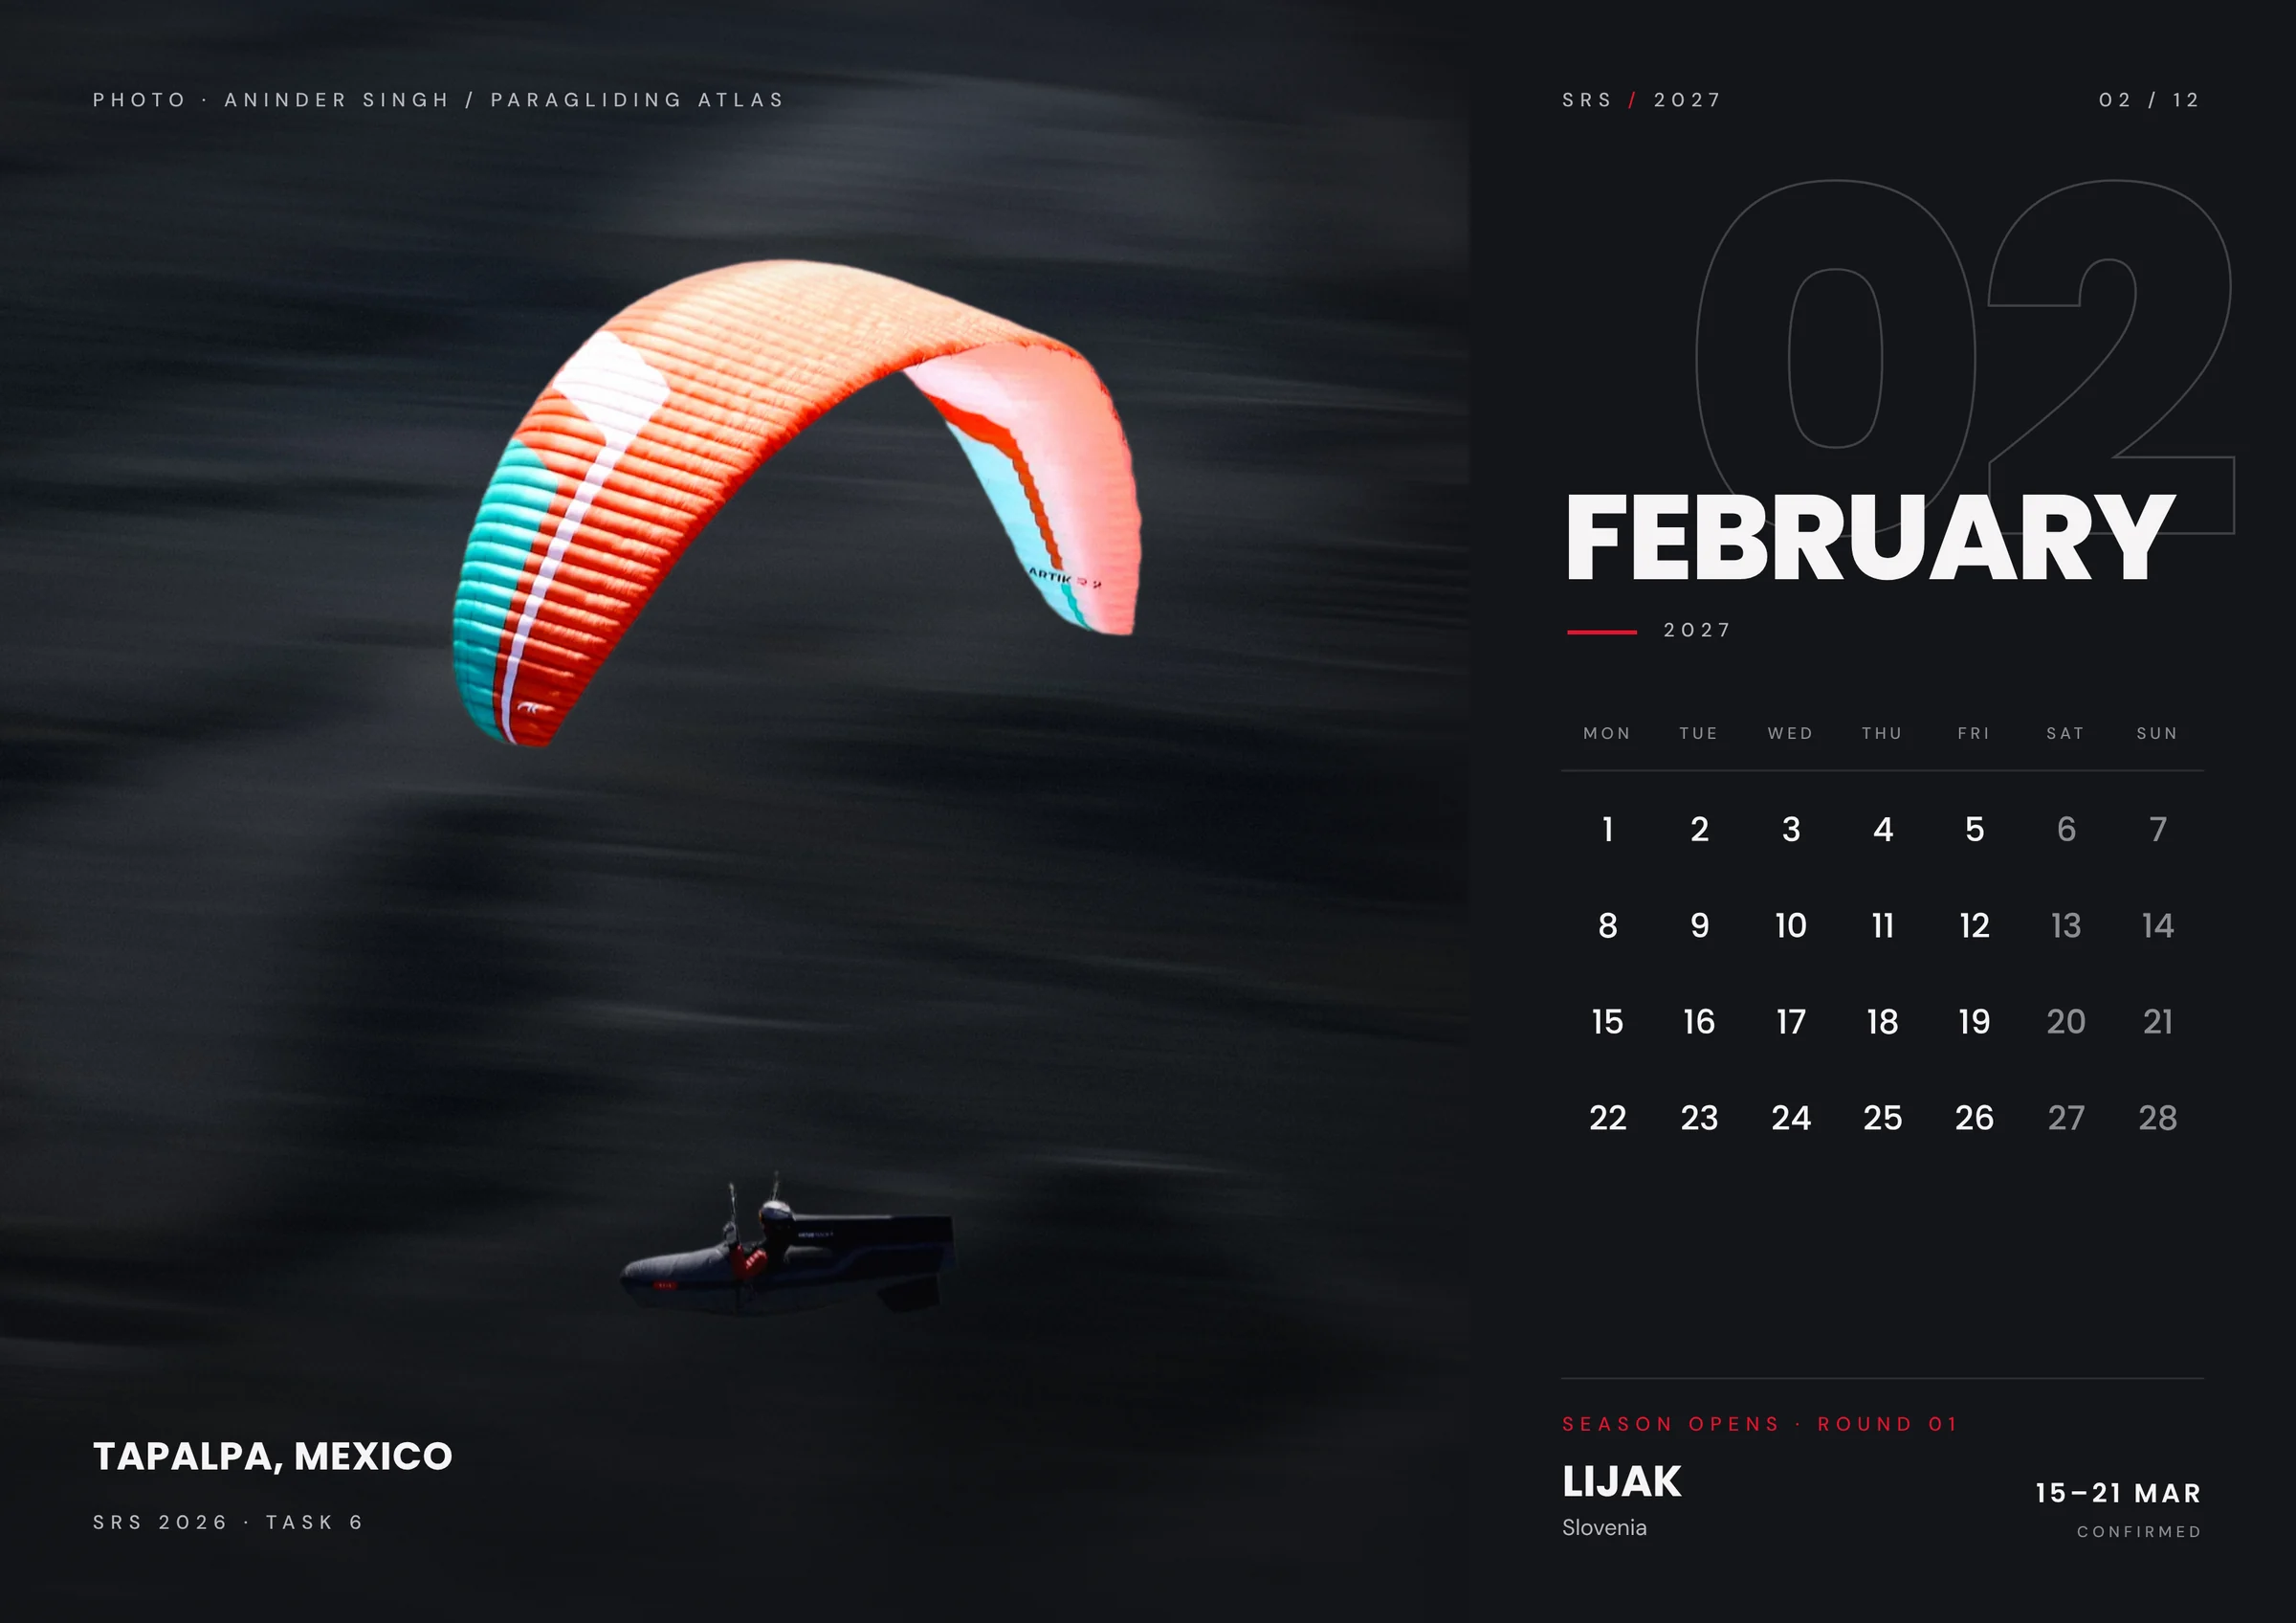 PHOTO · ANINDER SINGH / PARAGLIDING ATLAS
SRS / 2027
02 / 12
02
FEBRUARY
2027
MON TUE WED THU FRI SAT SUN
1 2 3 4 5 6 7
8 9 10 11 12 13 14
15 16 17 18 19 20 21
22 23 24 25 26 27 28
ARTIK R 2
TAPALPA, MEXICO
SRS 2026 · TASK 6
SEASON OPENS · ROUND 01
LIJAK
Slovenia
15–21 MAR
CONFIRMED